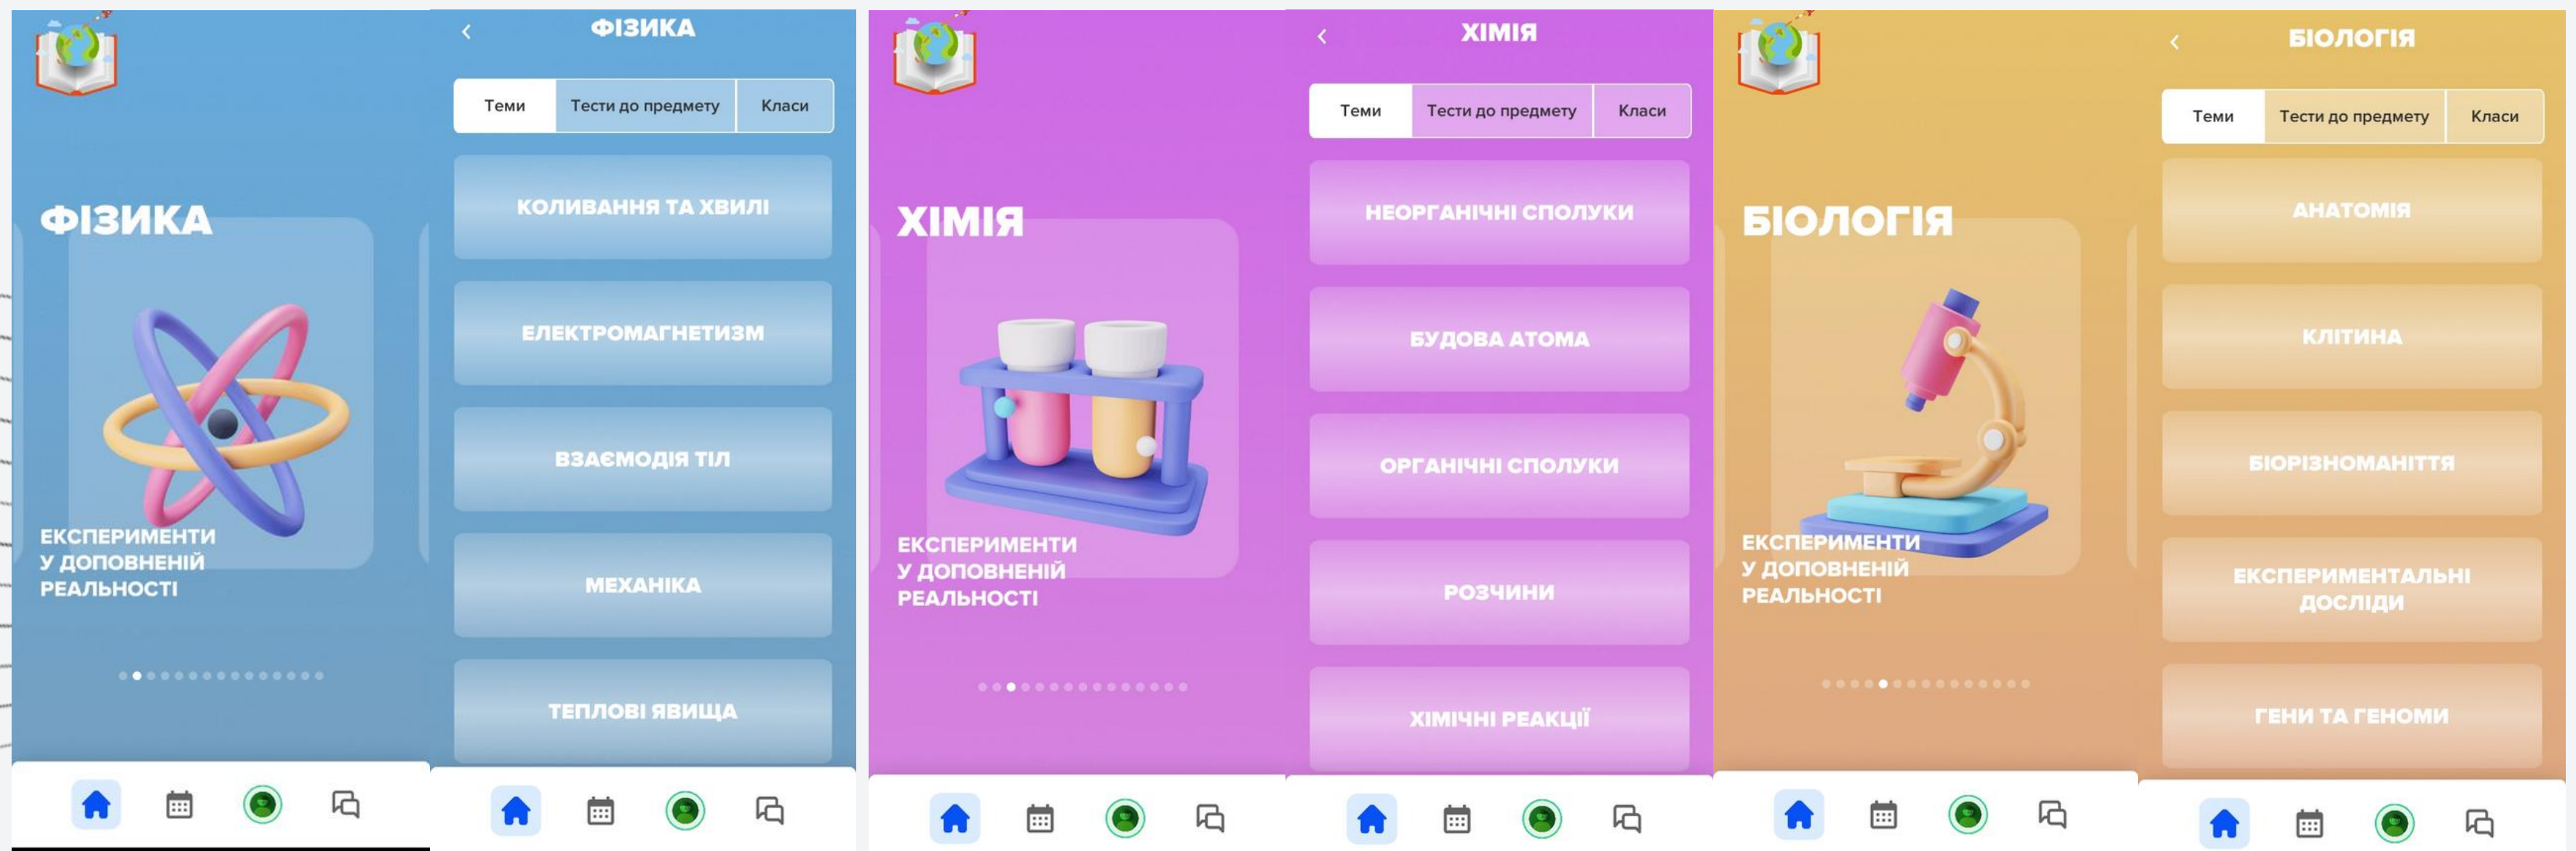 ФІЗИКА
ЕКСПЕРИМЕНТИ
У ДОПОВНЕНІЙ
РЕАЛЬНОСТІ
ФІЗИКА
Теми
Тести до предмету
Класи
КОЛИВАННЯ ТА ХВИЛІ
ЕЛЕКТРОМАГНЕТИЗМ
ВЗАЄМОДІЯ ТІЛ
МЕХАНІКА
ТЕПЛОВІ ЯВИЩА
ХІМІЯ
ЕКСПЕРИМЕНТИ
У ДОПОВНЕНІЙ
РЕАЛЬНОСТІ
ХІМІЯ
Теми
Тести до предмету
Класи
НЕОРГАНІЧНІ СПОЛУКИ
БУДОВА АТОМА
ОРГАНІЧНІ СПОЛУКИ
РОЗЧИНИ
ХІМІЧНІ РЕАКЦІЇ
БІОЛОГІЯ
ЕКСПЕРИМЕНТИ
У ДОПОВНЕНІЙ
РЕАЛЬНОСТІ
БІОЛОГІЯ
Теми
Тести до предмету
Класи
АНАТОМІЯ
КЛІТИНА
БІОРІЗНОМАНІТТЯ
ЕКСПЕРИМЕНТАЛЬНІ
ДОСЛІДИ
ГЕНИ ТА ГЕНОМИ